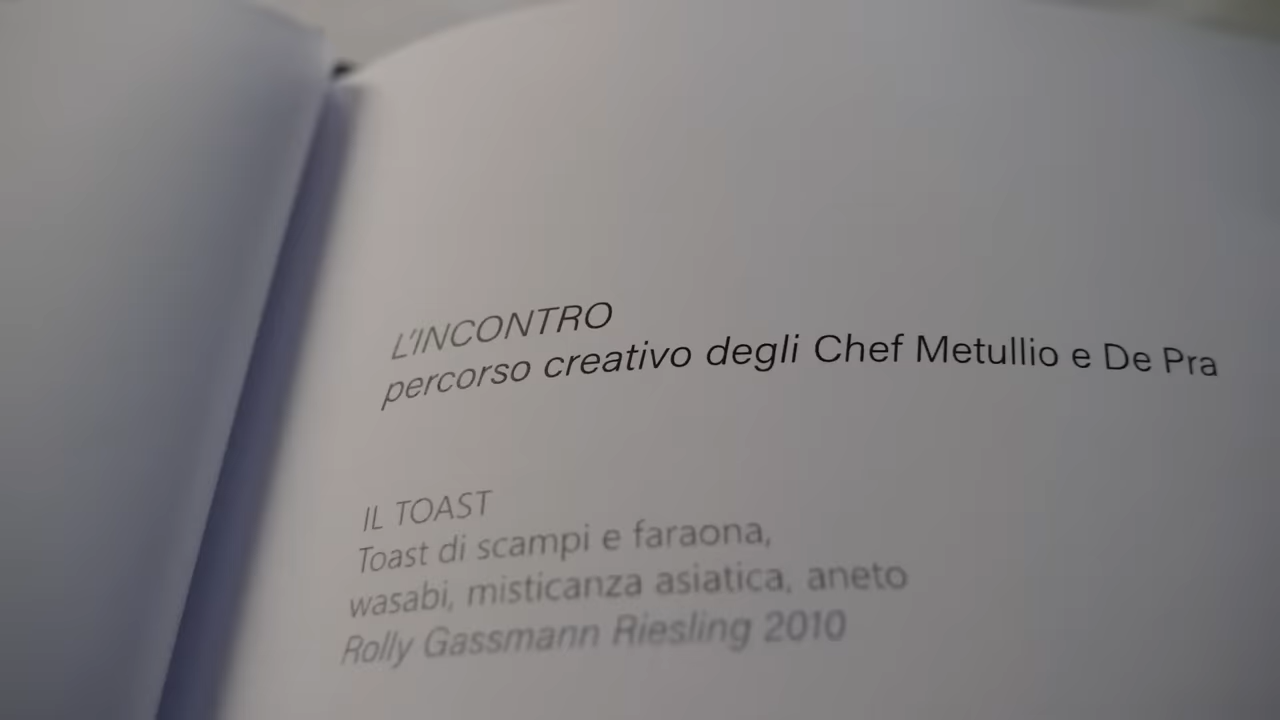 L'INCONTRO
percorso creativo degli Chef Metullio e De Pra
IL TOAST
Toast di scampi e faraona,
wasabi, misticanza asiatica, aneto
Rolly Gassmann Riesling 2010